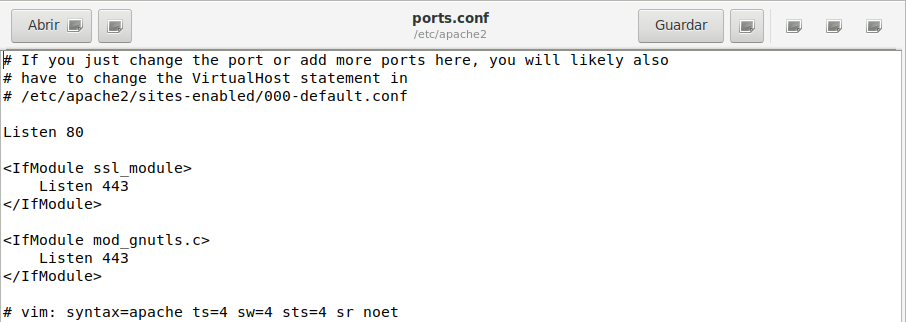 Abrir
ports.conf
/etc/apache2
Guardar
# If you just change the port or add more ports here, you will likely also
# have to change the VirtualHost statement in
# /etc/apache2/sites-enabled/000-default.conf

Listen 80

<IfModule ssl_module>
    Listen 443
</IfModule>

<IfModule mod_gnutls.c>
    Listen 443
</IfModule>

# vim: syntax=apache ts=4 sw=4 sts=4 sr noet